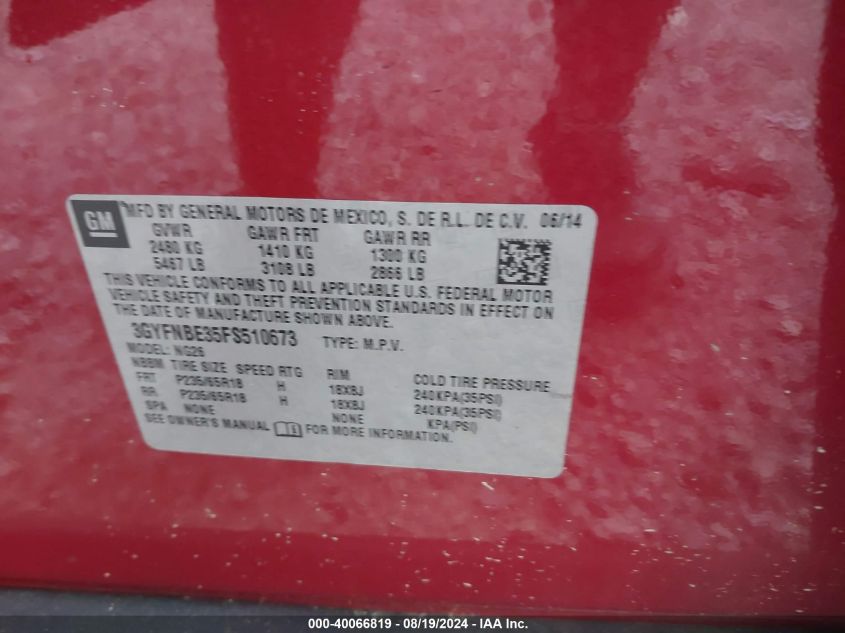 GM
MFD BY GENERAL MOTORS DE MEXICO, S. DE R.L. DE C.V. 06/14
GVWR GAWR FRT GAWR RR
2480 KG 1410 KG 1300 KG
5467 LB 3108 LB 2866 LB
THIS VEHICLE CONFORMS TO ALL APPLICABLE U.S. FEDERAL MOTOR
VEHICLE SAFETY AND THEFT PREVENTION STANDARDS IN EFFECT ON
THE DATE OF MANUFACTURE SHOWN ABOVE.
3GYFNBE35FS510673 TYPE: M.P.V.
MODEL: NG26
NBBM TIRE SIZE SPEED RTG RIM COLD TIRE PRESSURE
FRT P235/65R18 H 18X8J 240KPA(35PSI)
RR P235/65R18 H 18X8J 240KPA(35PSI)
SPA NONE NONE KPA(PSI)
SEE OWNER'S MANUAL FOR MORE INFORMATION.
000-40066819 - 08/19/2024 - IAA Inc.